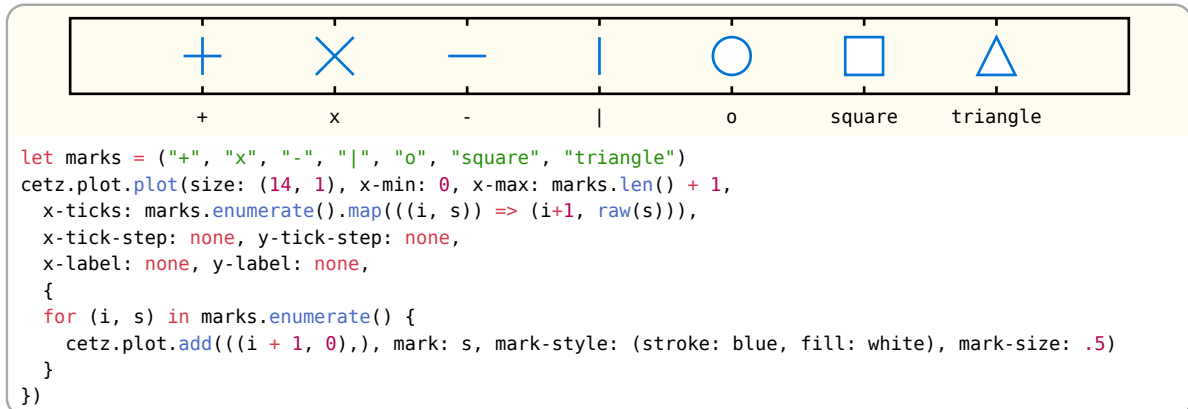 + x - | o square triangle
let marks = ("+", "x", "-", "|", "o", "square", "triangle")
cetz.plot.plot(size: (14, 1), x-min: 0, x-max: marks.len() + 1,
  x-ticks: marks.enumerate().map(((i, s)) => (i+1, raw(s))),
  x-tick-step: none, y-tick-step: none,
  x-label: none, y-label: none,
  {
  for (i, s) in marks.enumerate() {
    cetz.plot.add(((i + 1, 0),), mark: s, mark-style: (stroke: blue, fill: white), mark-size: .5)
  }
})